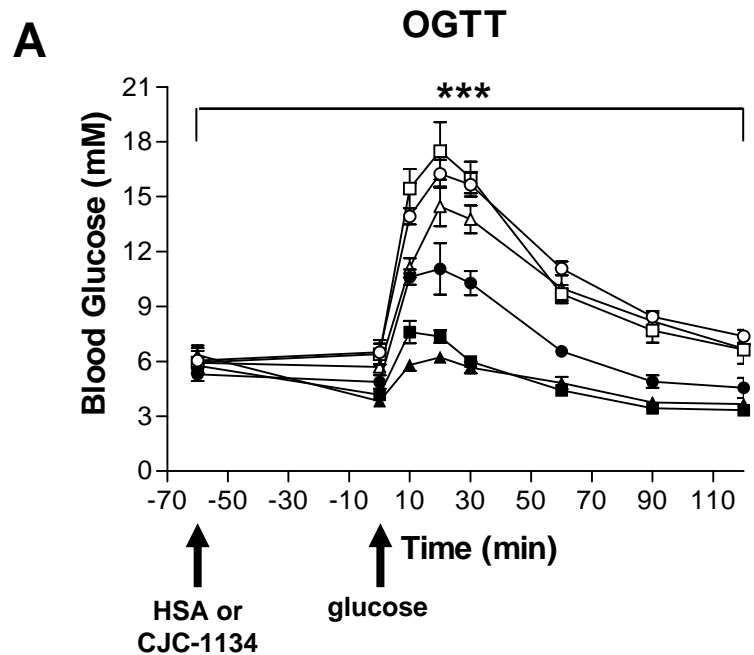 A
OGTT
***
Blood Glucose (mM)
21
18
15
12
9
6
3
0
-70 -50 -30 -10 10 30 50 70 90 110
Time (min)
HSA or
CJC-1134
glucose